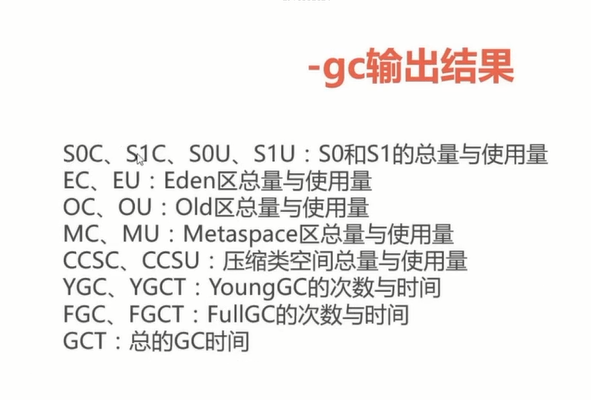 -gc输出结果
S0C、S1C、S0U、S1U：S0和S1的总量与使用量
EC、EU：Eden区总量与使用量
OC、OU：Old区总量与使用量
MC、MU：Metaspace区总量与使用量
CCSC、CCSU：压缩类空间总量与使用量
YGC、YGCT：YoungGC的次数与时间
FGC、FGCT：FullGC的次数与时间
GCT：总的GC时间